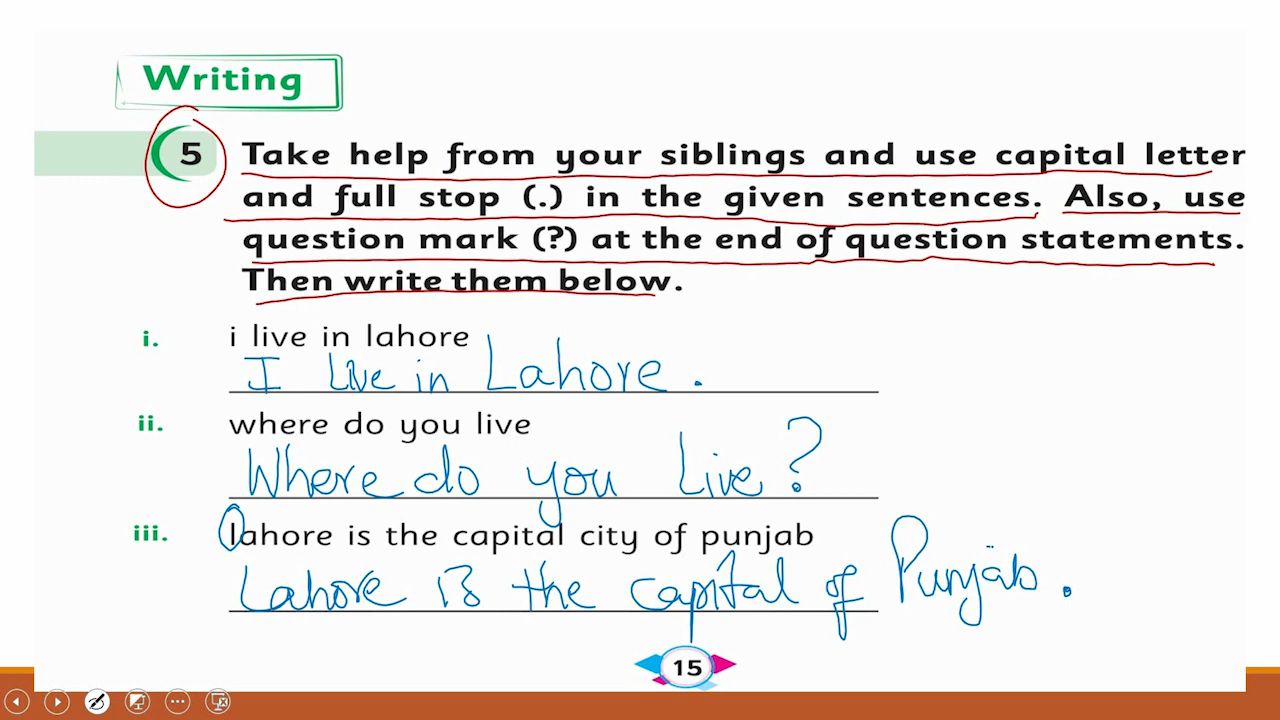 Writing
5 Take help from your siblings and use capital letter
and full stop (.) in the given sentences. Also, use
question mark (?) at the end of question statements.
Then write them below.
i. i live in lahore
I Live in Lahore.
ii. where do you live
Where do you Live?
iii. lahore is the capital city of punjab
Lahore is the capital of Punjab.
15